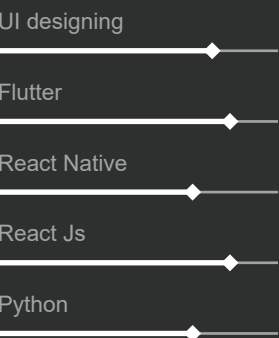 UI designing
Flutter
React Native
React Js
Python